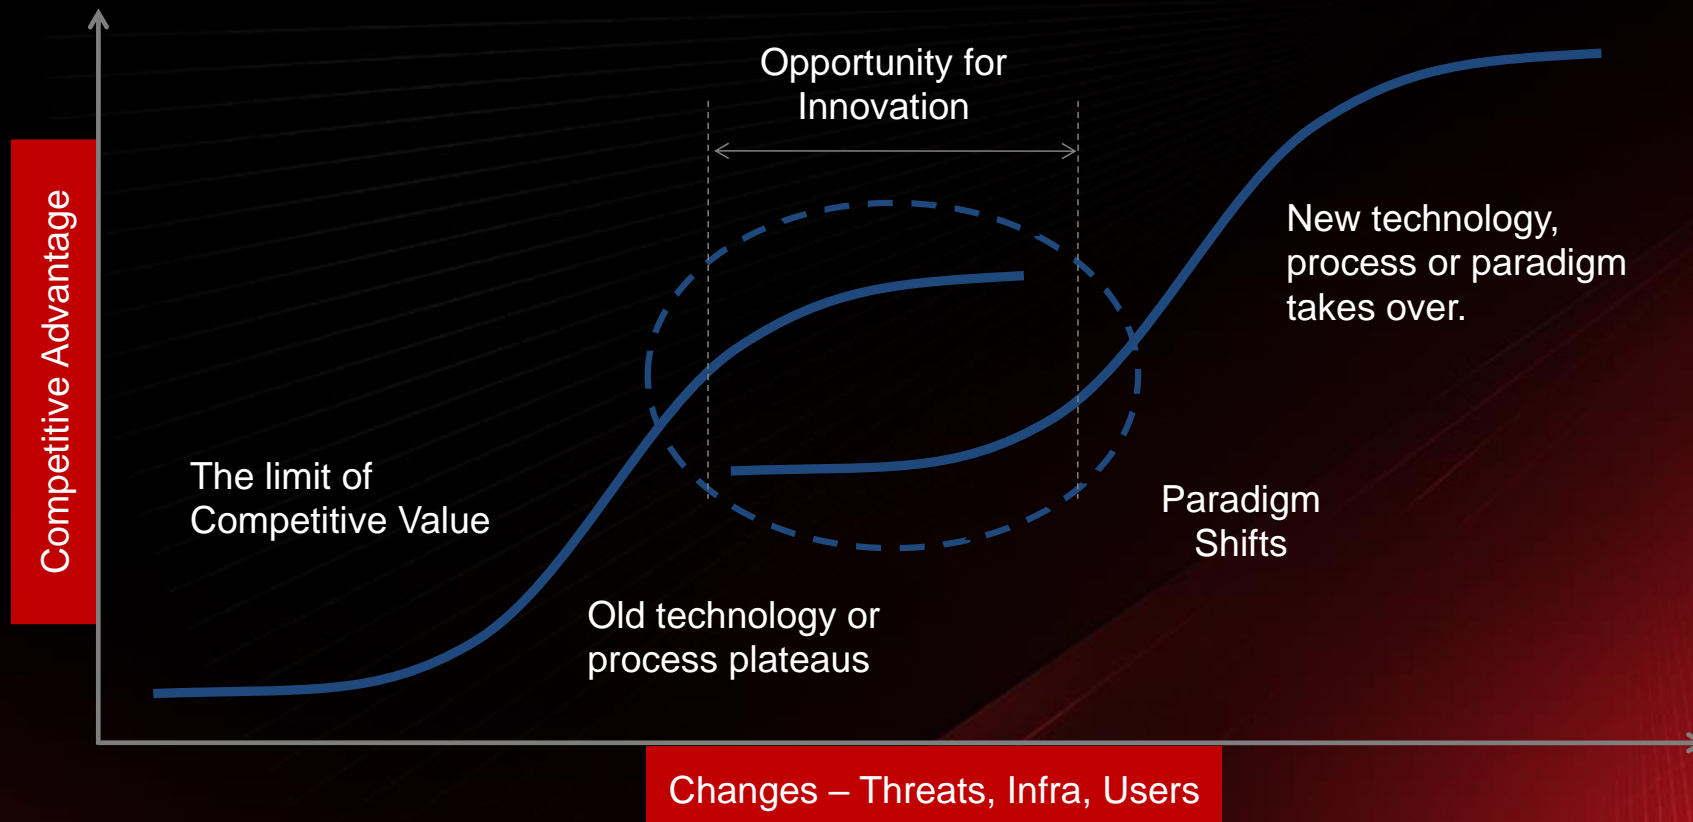 Opportunity for
Innovation
Competitive Advantage
New technology,
process or paradigm
takes over.
The limit of
Competitive Value
Paradigm
Shifts
Old technology or
process plateaus
Changes – Threats, Infra, Users